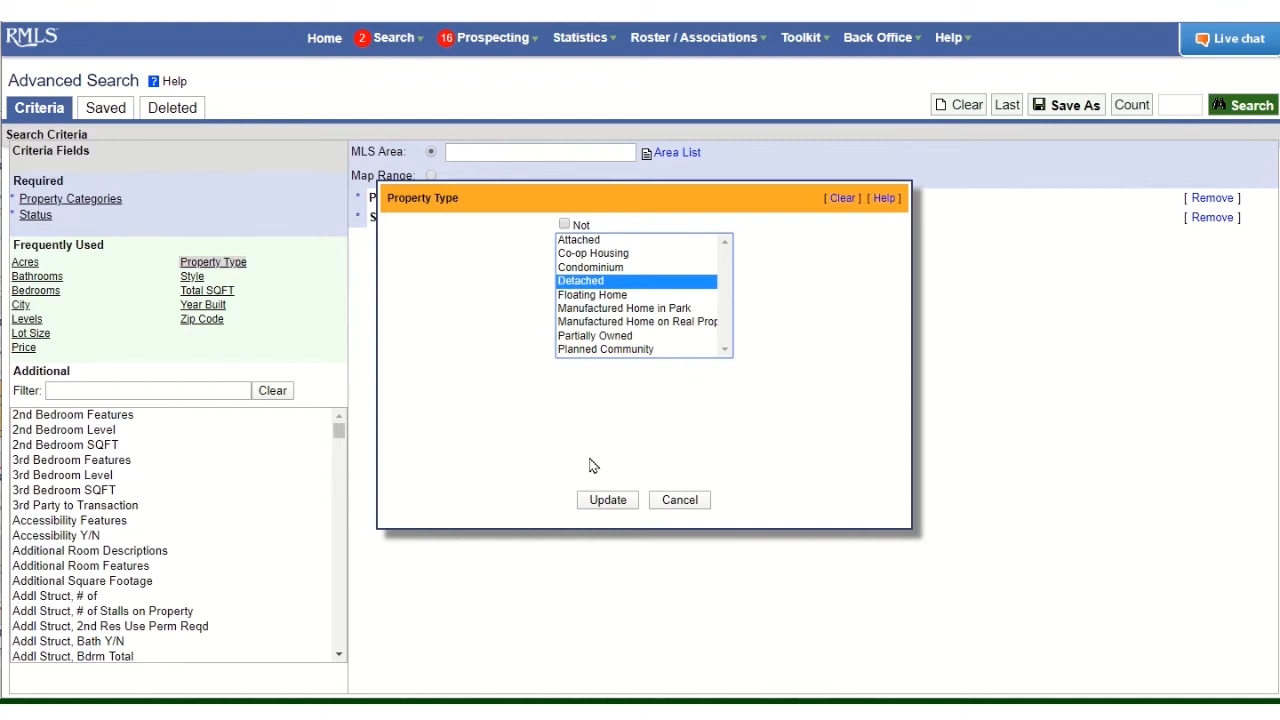 RMLS
Home 2 Search 16 Prospecting Statistics Roster / Associations Toolkit Back Office Help Live chat
Advanced Search ? Help
Criteria Saved Deleted Clear Last Save As Count Search
Search Criteria
Criteria Fields
MLS Area: Area List
Map Range:
Required
* Property Categories
* Status
* P [ Remove ]
* S [ Remove ]
Property Type [ Clear ] [ Help ]
Not
Attached
Co-op Housing
Condominium
Detached
Floating Home
Manufactured Home in Park
Manufactured Home on Real Prop
Partially Owned
Planned Community
Update Cancel
Frequently Used
Acres Property Type
Bathrooms Style
Bedrooms Total SQFT
City Year Built
Levels Zip Code
Lot Size
Price
Additional
Filter: Clear
2nd Bedroom Features
2nd Bedroom Level
2nd Bedroom SQFT
3rd Bedroom Features
3rd Bedroom Level
3rd Bedroom SQFT
3rd Party to Transaction
Accessibility Features
Accessibility Y/N
Additional Room Descriptions
Additional Room Features
Additional Square Footage
Addl Struct, # of
Addl Struct, # of Stalls on Property
Addl Struct, 2nd Res Use Perm Reqd
Addl Struct, Bath Y/N
Addl Struct, Bdrm Total